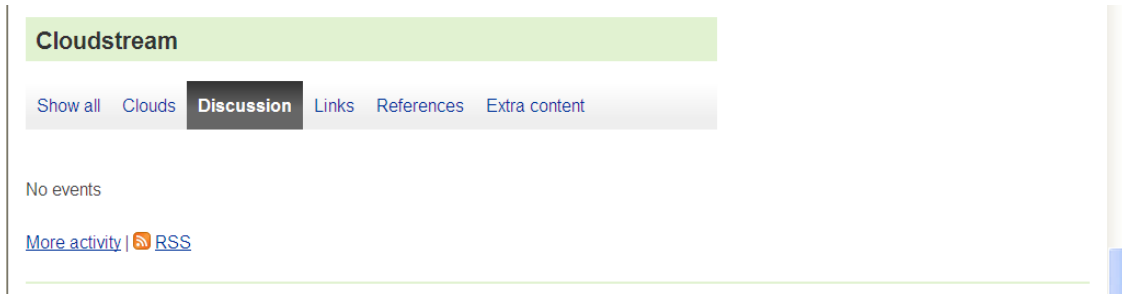 Cloudstream
Show all Clouds Discussion Links References Extra content
No events
More activity | RSS